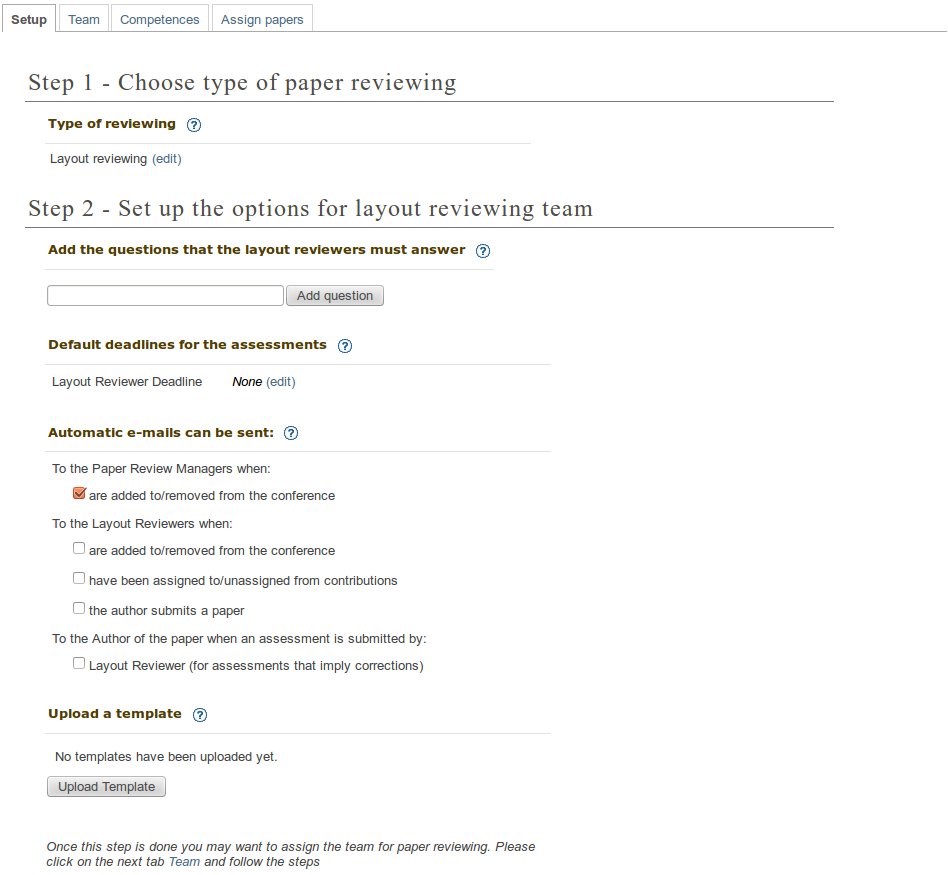 Setup Team Competences Assign papers
Step 1 - Choose type of paper reviewing
Type of reviewing ?
Layout reviewing (edit)
Step 2 - Set up the options for layout reviewing team
Add the questions that the layout reviewers must answer ?
Add question
Default deadlines for the assessments ?
Layout Reviewer Deadline None (edit)
Automatic e-mails can be sent: ?
To the Paper Review Managers when:
are added to/removed from the conference
To the Layout Reviewers when:
are added to/removed from the conference
have been assigned to/unassigned from contributions
the author submits a paper
To the Author of the paper when an assessment is submitted by:
Layout Reviewer (for assessments that imply corrections)
Upload a template ?
No templates have been uploaded yet.
Upload Template
Once this step is done you may want to assign the team for paper reviewing. Please
click on the next tab Team and follow the steps